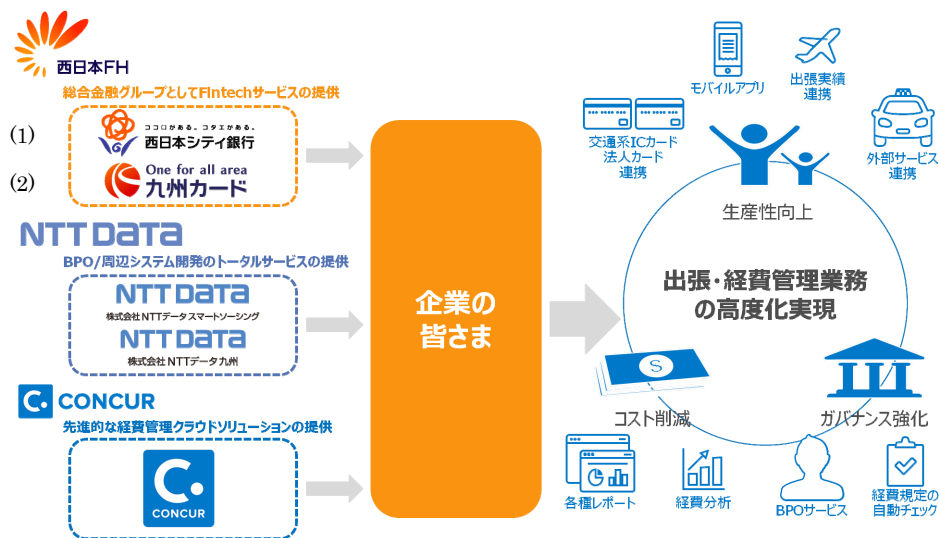 西日本FH
総合金融グループとしてFintechサービスの提供
(1)
ココロがある。コタエがある。
西日本シティ銀行
(2)
One for all area
九州カード
NTT DATA
BPO/周辺システム開発のトータルサービスの提供
NTT DATA
株式会社NTTデータ スマートソーシング
NTT DATA
株式会社 NTTデータ九州
C. CONCUR
先進的な経費管理クラウドソリューションの提供
C.
CONCUR
企業の
皆さま
モバイルアプリ
出張実績
連携
交通系ICカード
法人カード
連携
外部サービス
連携
生産性向上
出張・経費管理業務
の高度化実現
S
コスト削減
ガバナンス強化
各種レポート
経費分析
BPOサービス
経費規定の
自動チェック